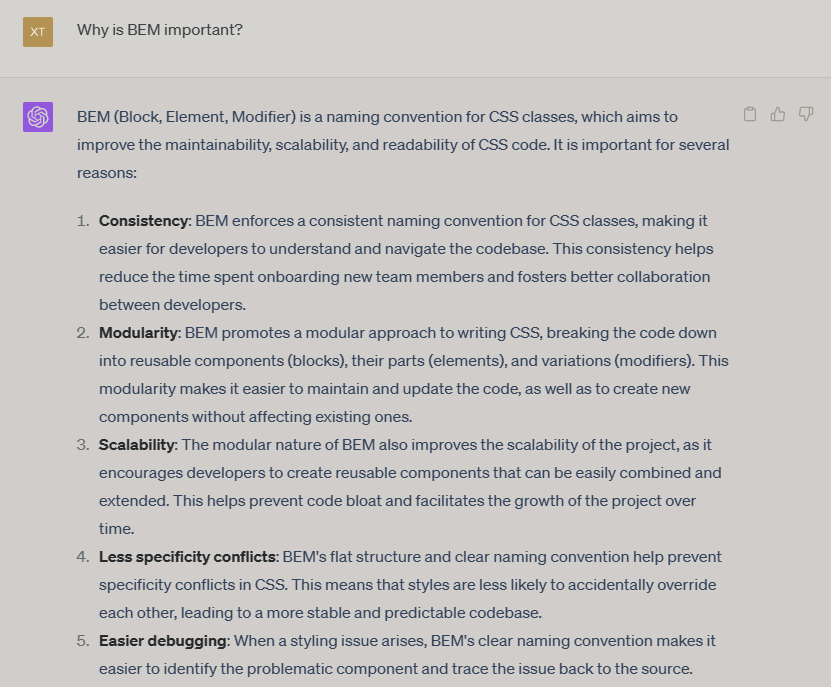 XT
Why is BEM important?
BEM (Block, Element, Modifier) is a naming convention for CSS classes, which aims to
improve the maintainability, scalability, and readability of CSS code. It is important for several
reasons:
1. Consistency: BEM enforces a consistent naming convention for CSS classes, making it
easier for developers to understand and navigate the codebase. This consistency helps
reduce the time spent onboarding new team members and fosters better collaboration
between developers.
2. Modularity: BEM promotes a modular approach to writing CSS, breaking the code down
into reusable components (blocks), their parts (elements), and variations (modifiers). This
modularity makes it easier to maintain and update the code, as well as to create new
components without affecting existing ones.
3. Scalability: The modular nature of BEM also improves the scalability of the project, as it
encourages developers to create reusable components that can be easily combined and
extended. This helps prevent code bloat and facilitates the growth of the project over
time.
4. Less specificity conflicts: BEM's flat structure and clear naming convention help prevent
specificity conflicts in CSS. This means that styles are less likely to accidentally override
each other, leading to a more stable and predictable codebase.
5. Easier debugging: When a styling issue arises, BEM's clear naming convention makes it
easier to identify the problematic component and trace the issue back to the source.